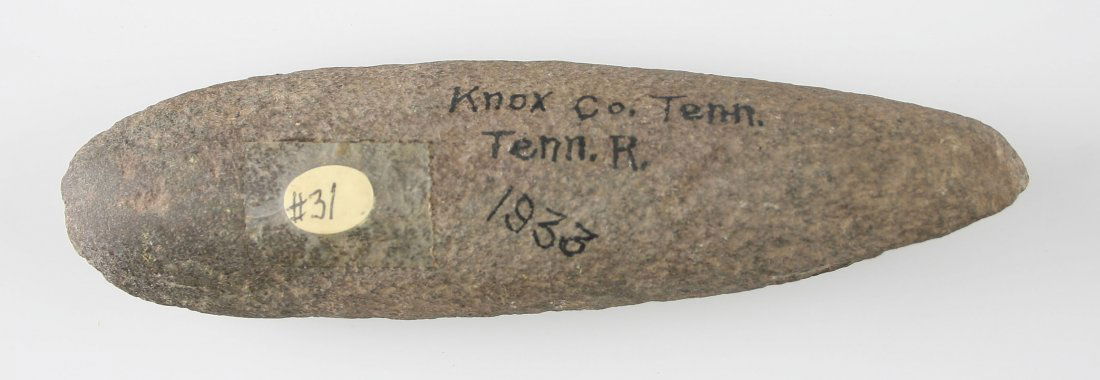 Knox Co. Tenn.
Tenn. R.
1933
#31